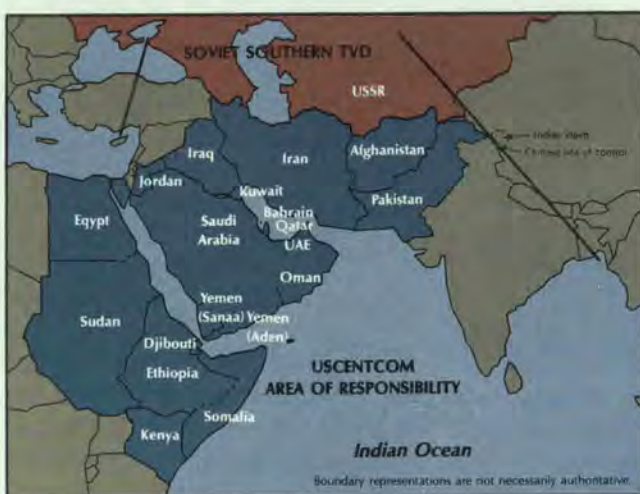 SOVIET SOUTHERN TVD
USSR
Indian claim
Chinese line of control
Afghanistan
Iraq
Iran
Jordan
Kuwait
Pakistan
Bahrain
Egypt
Saudi
Arabia
Qatar
UAE
Oman
Yemen
(Sanaa)
Yemen
(Aden)
Sudan
Djibouti
Ethiopia
USCENTCOM
AREA OF RESPONSIBILITY
Somalia
Kenya
Indian Ocean
Boundary representations are not necessarily authoritative.